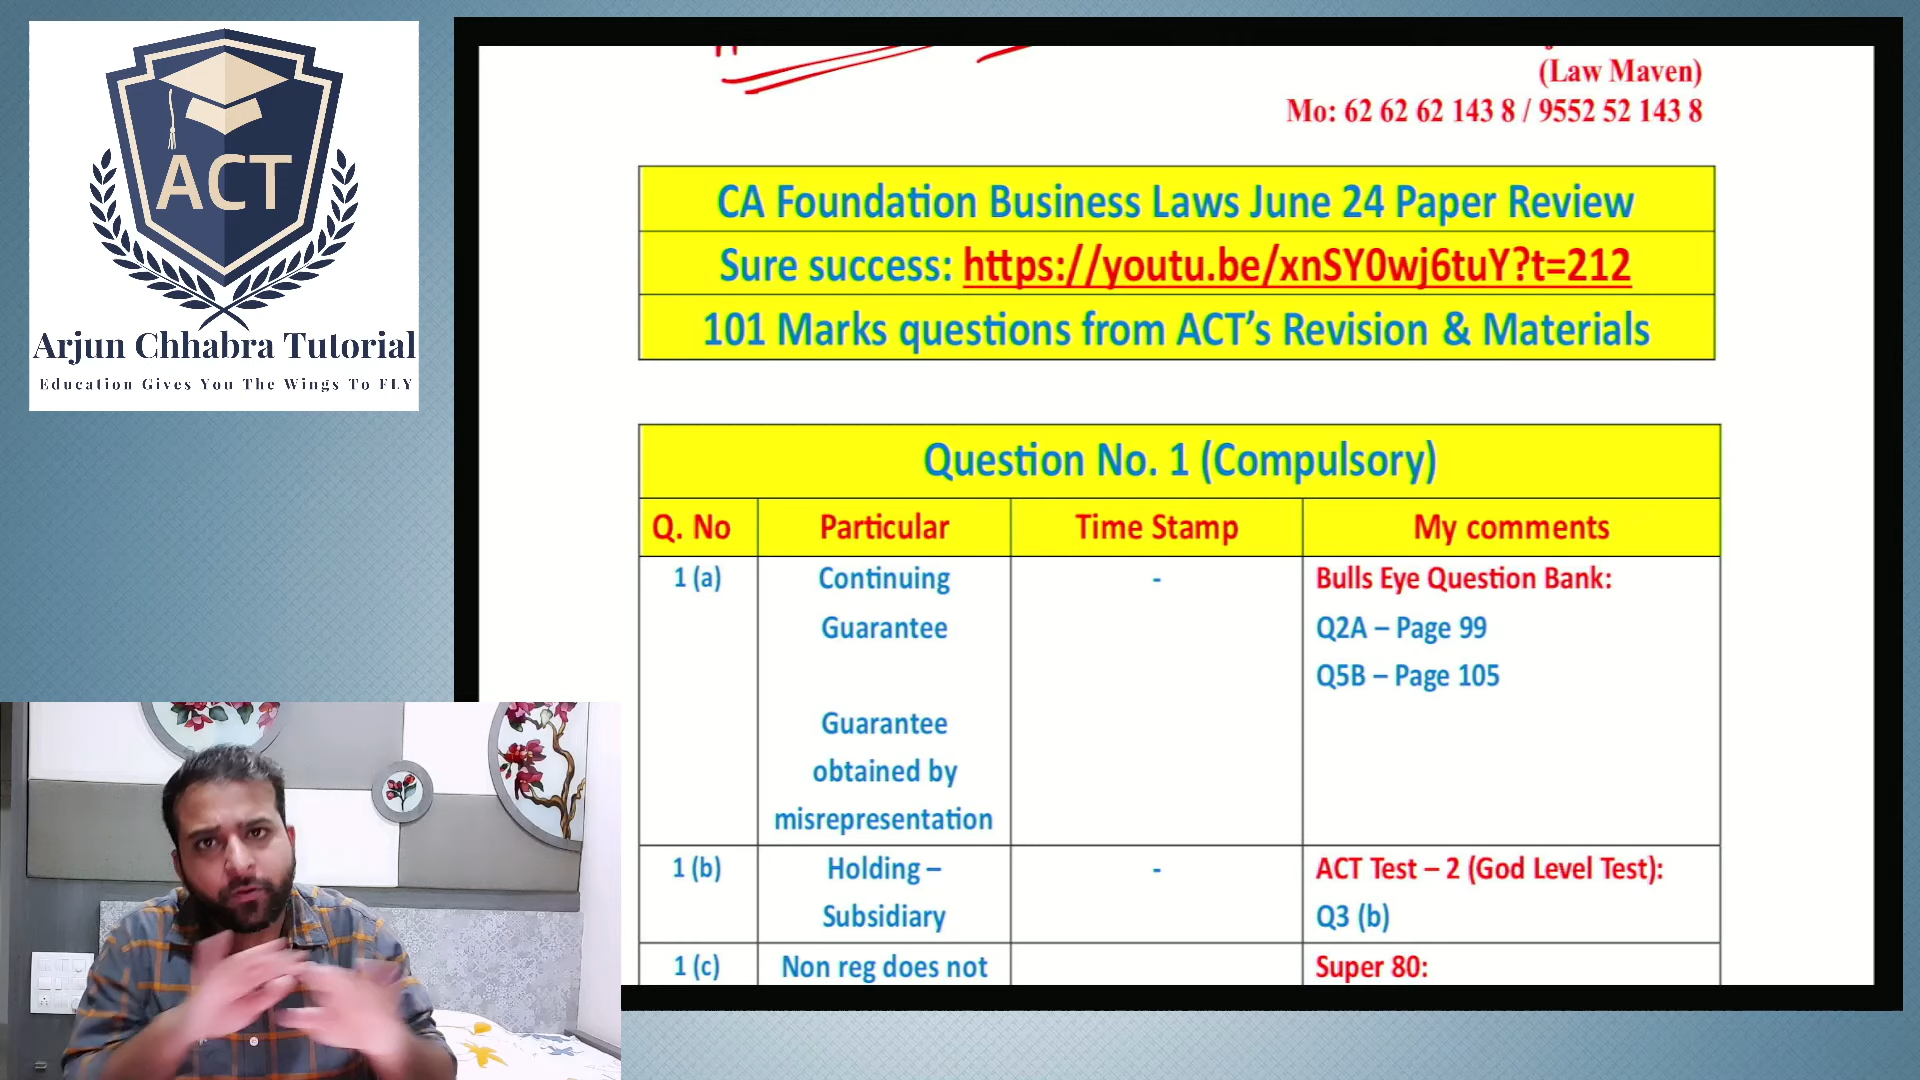 ACT
Arjun Chhabra Tutorial
Education Gives You The Wings To FLY
(Law Maven)
Mo: 62 62 62 143 8 / 9552 52 143 8
CA Foundation Business Laws June 24 Paper Review
Sure success: https://youtu.be/xnSY0wj6tuY?t=212
101 Marks questions from ACT’s Revision & Materials
Question No. 1 (Compulsory)
Q. No Particular Time Stamp My comments
1 (a) Continuing - Bulls Eye Question Bank:
Guarantee Q2A – Page 99
Q5B – Page 105
Guarantee
obtained by
misrepresentation
1 (b) Holding – - ACT Test – 2 (God Level Test):
Subsidiary Q3 (b)
1 (c) Non reg does not Super 80: